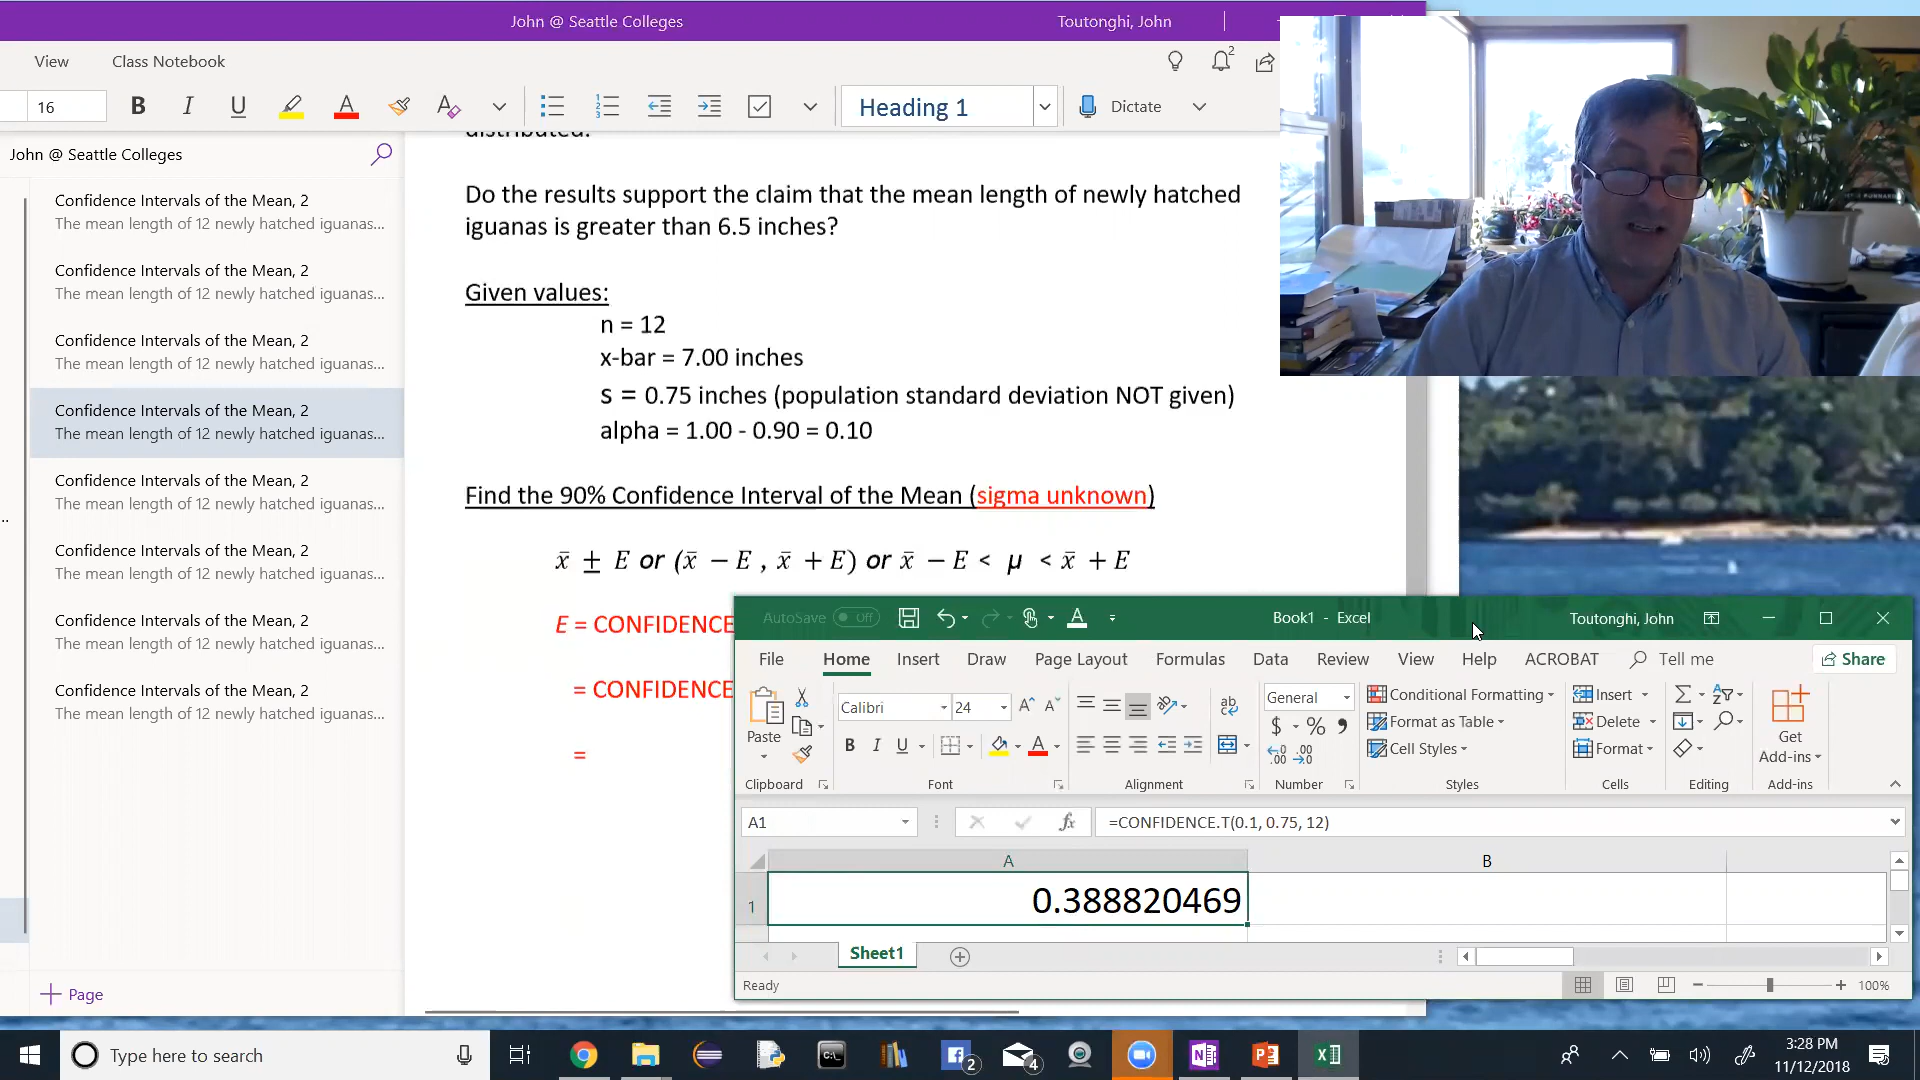 John @ Seattle Colleges
Toutonghi, John
View
Class Notebook
2
16
B
I
U
A
A
Heading 1
Dictate
John @ Seattle Colleges
Confidence Intervals of the Mean, 2
The mean length of 12 newly hatched iguanas...
Confidence Intervals of the Mean, 2
The mean length of 12 newly hatched iguanas...
Confidence Intervals of the Mean, 2
The mean length of 12 newly hatched iguanas...
Confidence Intervals of the Mean, 2
The mean length of 12 newly hatched iguanas...
Confidence Intervals of the Mean, 2
The mean length of 12 newly hatched iguanas...
Confidence Intervals of the Mean, 2
The mean length of 12 newly hatched iguanas...
Confidence Intervals of the Mean, 2
The mean length of 12 newly hatched iguanas...
Confidence Intervals of the Mean, 2
The mean length of 12 newly hatched iguanas...
Page
distributed.
Do the results support the claim that the mean length of newly hatched
iguanas is greater than 6.5 inches?
Given values:
n = 12
x-bar = 7.00 inches
s = 0.75 inches (population standard deviation NOT given)
alpha = 1.00 - 0.90 = 0.10
Find the 90% Confidence Interval of the Mean (sigma unknown)
x̄ ± E or (x̄ − E , x̄ + E) or x̄ − E < μ < x̄ + E
E = CONFIDENCE
= CONFIDENCE
=
AutoSave Off
Book1 - Excel
Toutonghi, John
File Home Insert Draw Page Layout Formulas Data Review View Help ACROBAT Tell me
Share
Paste
Clipboard
Calibri
24
B I U
Font
Alignment
General
$ % ,
Number
Conditional Formatting
Format as Table
Cell Styles
Styles
Insert
Delete
Format
Cells
Editing
Get
Add-ins
Add-ins
A1
fx
=CONFIDENCE.T(0.1, 0.75, 12)
A
B
1
0.388820469
Sheet1
Ready
100%
Type here to search
2
4
3:28 PM
11/12/2018